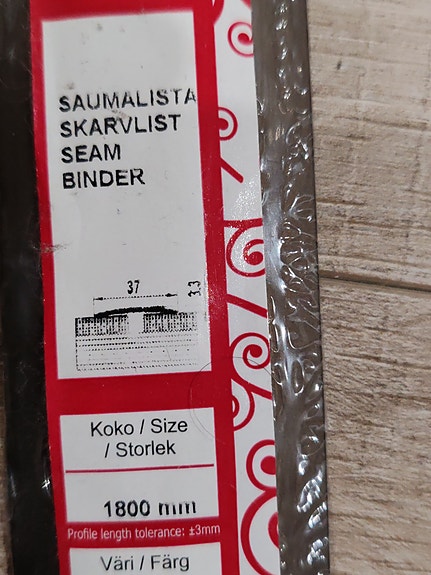 SAUMALISTA
SKARVLIST
SEAM
BINDER
37
3.3
Koko / Size
/ Storlek
1800 mm
Profile length tolerance: ±3mm
Väri / Färg